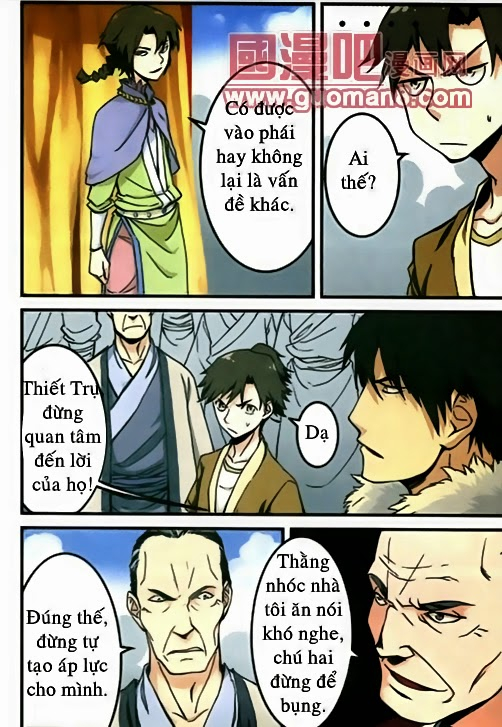 國漫吧 漫画网
www.guomano.com
Có được
vào phái
hay không
lại là vấn
đề khác.
......
Ai
thế?
Thiết Trụ
đừng
quan tâm
đến lời
của họ!
Dạ
Đúng thế,
đừng tự
tạo áp lực
cho mình.
Thằng
nhóc nhà
tôi ăn nói
khó nghe,
chú hai
đừng để
bụng.